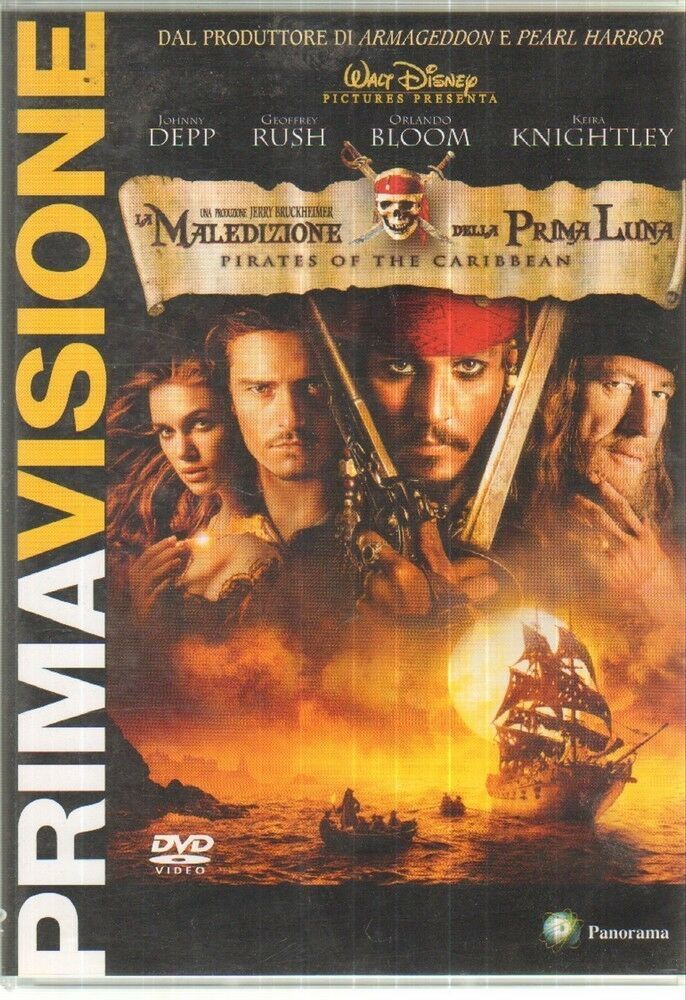 PRIMAVISIONE
DAL PRODUTTORE DI ARMAGEDDON E PEARL HARBOR
WALT DISNEY
PICTURES PRESENTA
JOHNNY DEPP
GEOFFREY RUSH
ORLANDO BLOOM
KEIRA KNIGHTLEY
UNA PRODUZIONE JERRY BRUCKHEIMER
LA MALEDIZIONE DELLA PRIMA LUNA
PIRATES OF THE CARIBBEAN
DVD
VIDEO
Panorama